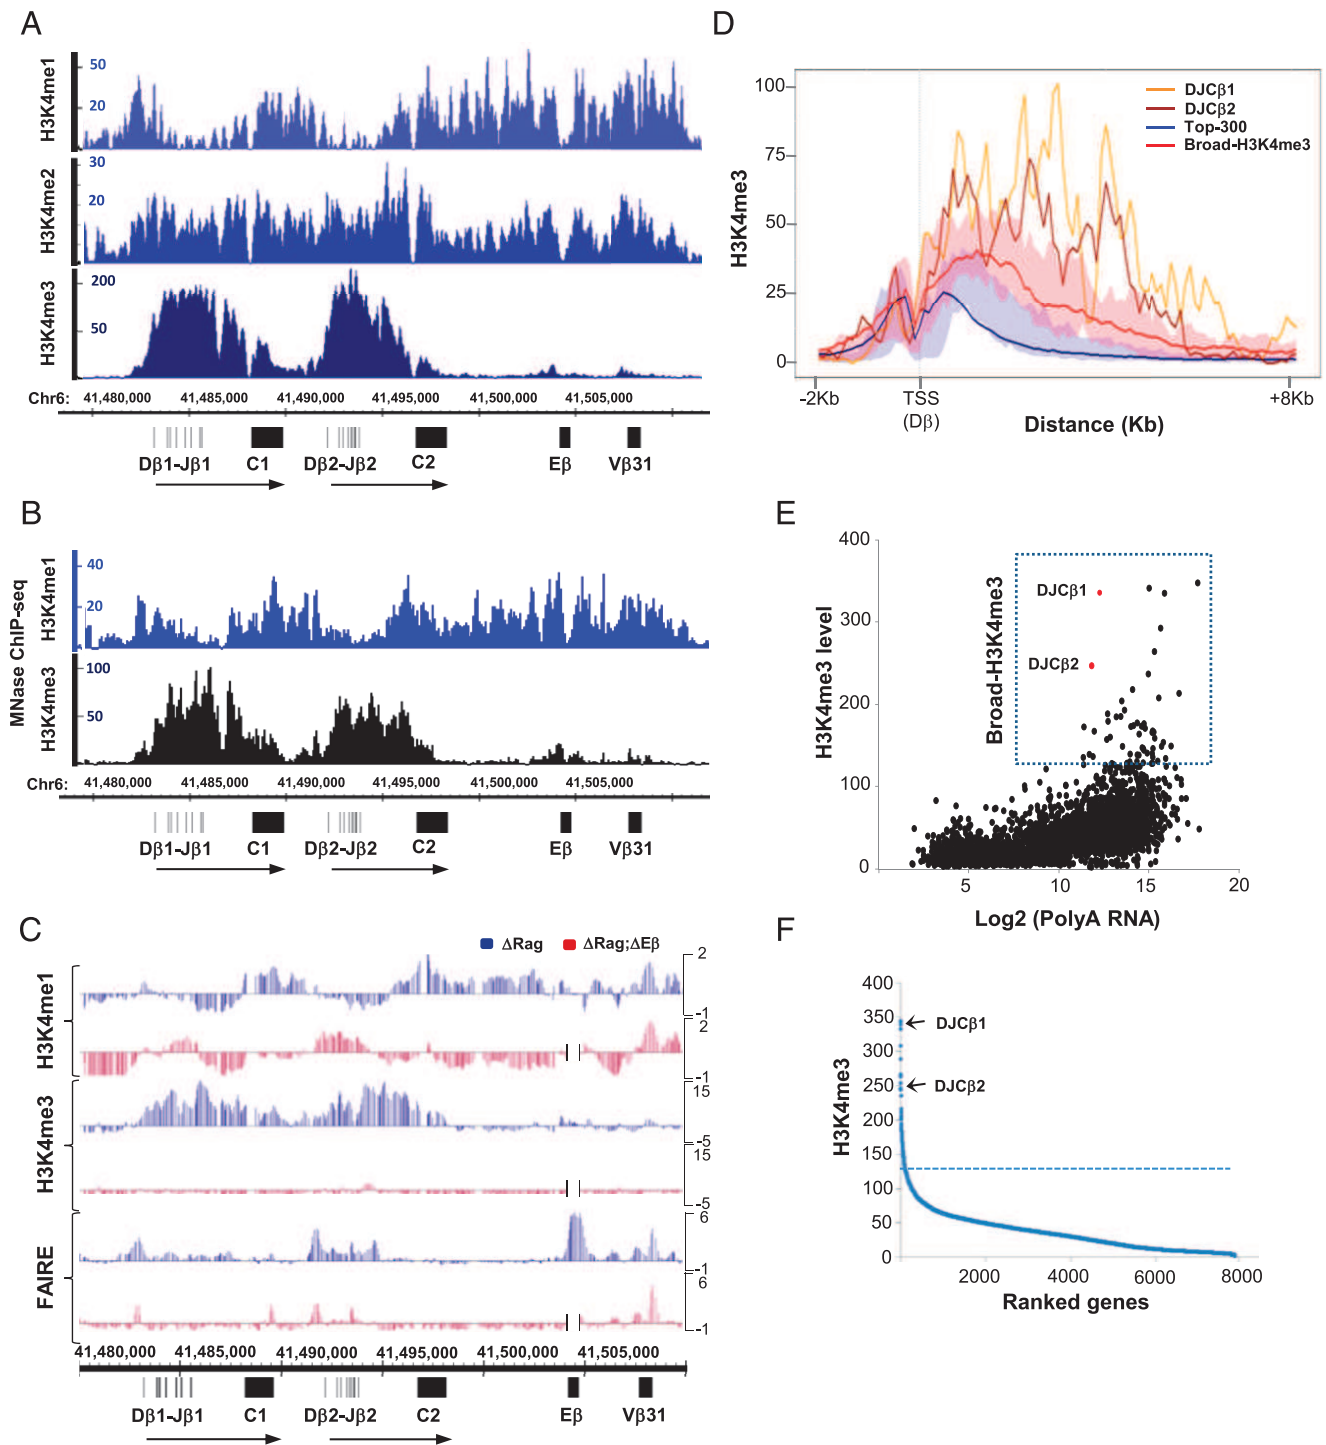 A
H3K4me1
50
20
H3K4me2
30
20
H3K4me3
200
50
Chr6: 41,480,000 41,485,000 41,490,000 41,495,000 41,500,000 41,505,000
Dβ1-Jβ1 C1 Dβ2-Jβ2 C2 Eβ Vβ31
B
MNase ChIP-seq
H3K4me1
40
20
H3K4me3
100
50
Chr6: 41,480,000 41,485,000 41,490,000 41,495,000 41,500,000 41,505,000
Dβ1-Jβ1 C1 Dβ2-Jβ2 C2 Eβ Vβ31
C
ΔRag ΔRag;ΔEβ
H3K4me1
2
-1
2
-1
H3K4me3
15
-5
15
-5
FAIRE
6
-1
6
-1
41,480,000 41,485,000 41,490,000 41,495,000 41,500,000 41,505,000
Dβ1-Jβ1 C1 Dβ2-Jβ2 C2 Eβ Vβ31
D
H3K4me3
100
75
50
25
0
DJCβ1
DJCβ2
Top-300
Broad-H3K4me3
-2Kb TSS +8Kb
(Dβ)
Distance (Kb)
E
H3K4me3 level
400
300
200
100
0
Broad-H3K4me3
DJCβ1
DJCβ2
5 10 15 20
Log2 (PolyA RNA)
F
H3K4me3
400
350
300
250
200
150
100
50
0
DJCβ1
DJCβ2
2000 4000 6000 8000
Ranked genes